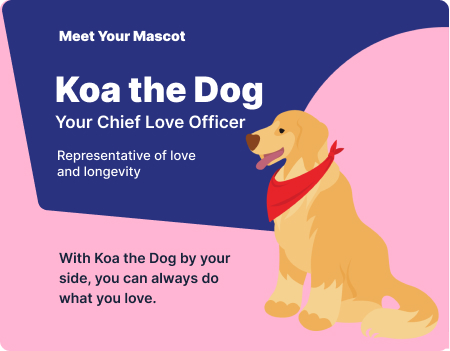 Meet Your Mascot
Koa the Dog
Your Chief Love Officer
Representative of love
and longevity
With Koa the Dog by your
side, you can always do
what you love.